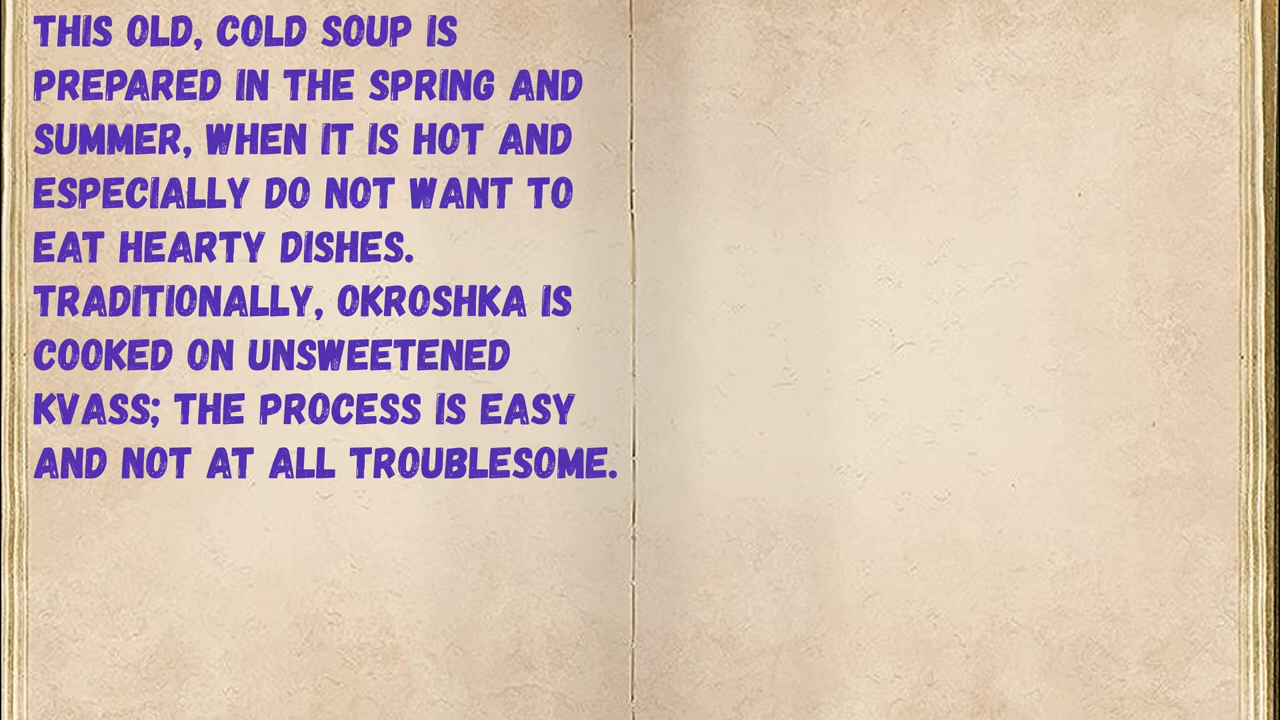 THIS OLD, COLD SOUP IS
PREPARED IN THE SPRING AND
SUMMER, WHEN IT IS HOT AND
ESPECIALLY DO NOT WANT TO
EAT HEARTY DISHES.
TRADITIONALLY, OKROSHKA IS
COOKED ON UNSWEETENED
KVASS; THE PROCESS IS EASY
AND NOT AT ALL TROUBLESOME.